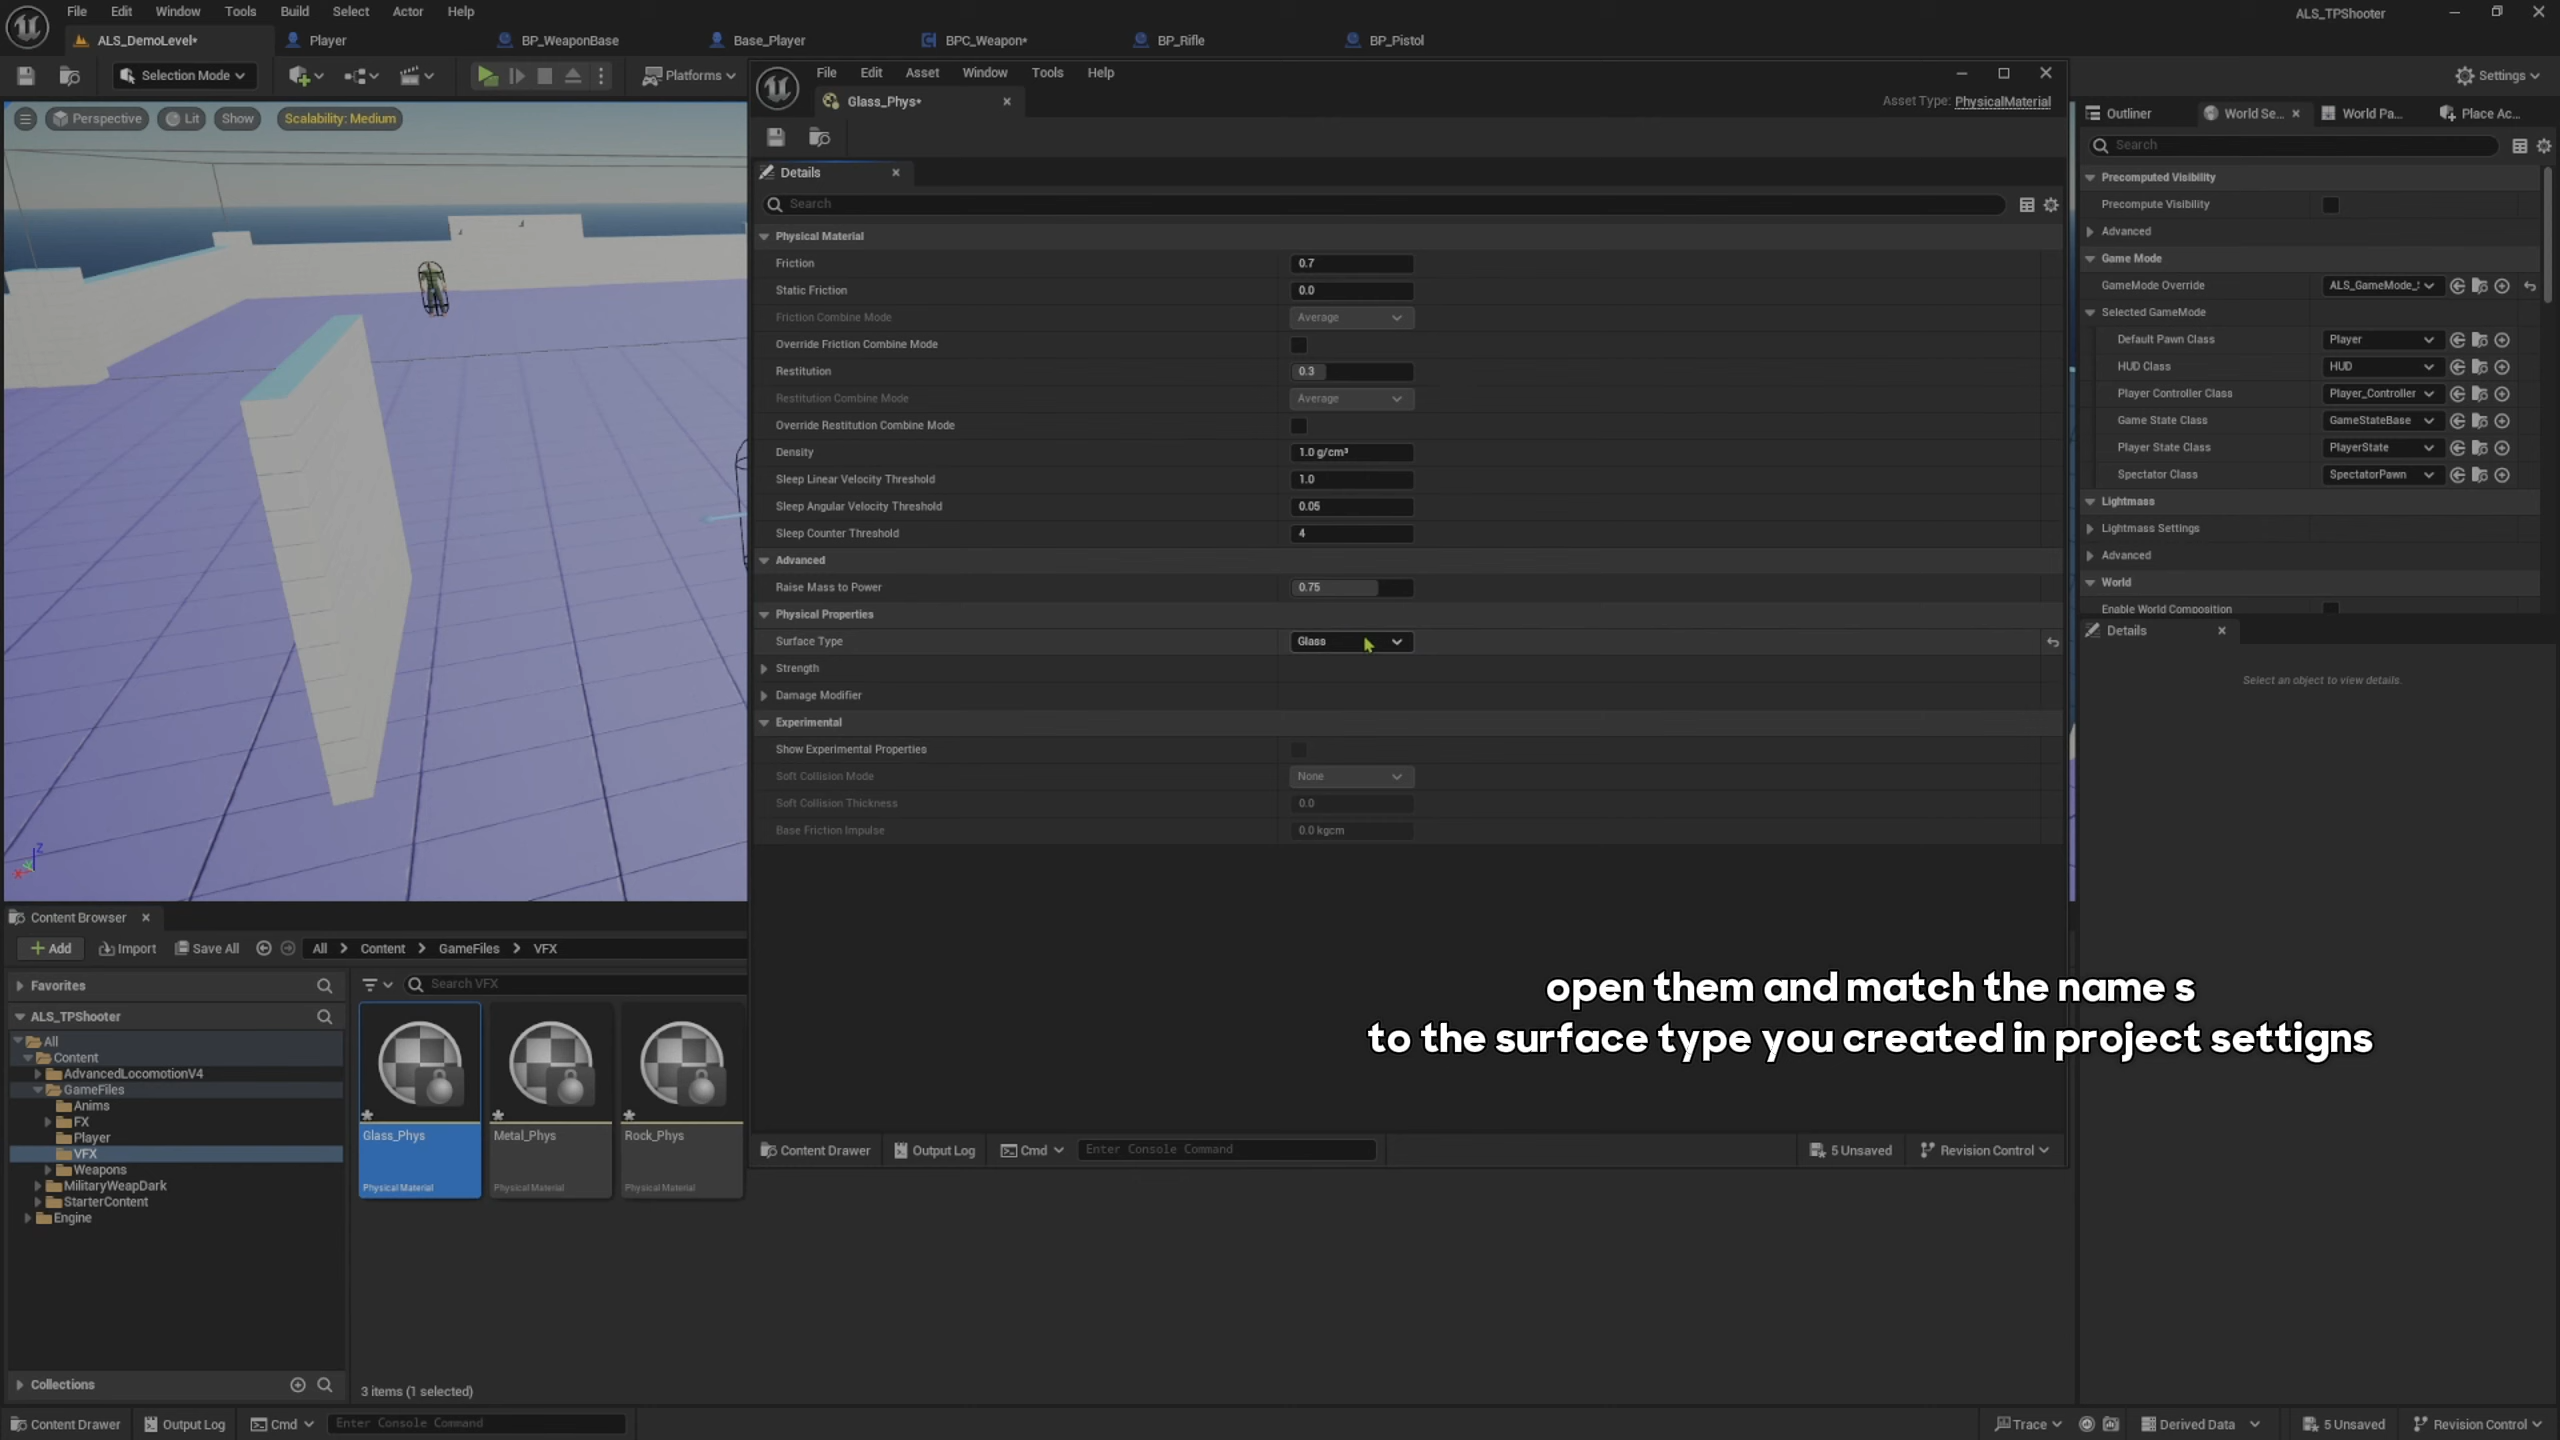 File Edit Window Tools Build Select Actor Help
ALS_TPShooter
ALS_DemoLevel*
Player
BP_WeaponBase
Base_Player
BPC_Weapon*
BP_Rifle
BP_Pistol
Selection Mode
Platforms
Settings
File Edit Asset Window Tools Help
Glass_Phys*
Asset Type: PhysicalMaterial
Perspective
Lit
Show
Scalability: Medium
Details
Search
Physical Material
Friction 0.7
Static Friction 0.0
Friction Combine Mode Average
Override Friction Combine Mode
Restitution 0.3
Restitution Combine Mode Average
Override Restitution Combine Mode
Density 1.0 g/cm³
Sleep Linear Velocity Threshold 1.0
Sleep Angular Velocity Threshold 0.05
Sleep Counter Threshold 4
Advanced
Raise Mass to Power 0.75
Physical Properties
Surface Type Glass
Strength
Damage Modifier
Experimental
Show Experimental Properties
Soft Collision Mode None
Soft Collision Thickness 0.0
Base Friction Impulse 0.0 kgcm
Outliner
World Se...
World Pa...
Place Ac...
Search
Precomputed Visibility
Precompute Visibility
Advanced
Game Mode
GameMode Override ALS_GameMode_
Selected GameMode
Default Pawn Class Player
HUD Class HUD
Player Controller Class Player_Controller
Game State Class GameStateBase
Player State Class PlayerState
Spectator Class SpectatorPawn
Lightmass
Lightmass Settings
Advanced
World
Enable World Composition
Details
Select an object to view details.
open them and match the name s
to the surface type you created in project settigns
Content Drawer
Output Log
Cmd
Enter Console Command
5 Unsaved
Revision Control
Z
X
Content Browser
Add
Import
Save All
All > Content > GameFiles > VFX
Favorites
Search VFX
ALS_TPShooter
All
Content
AdvancedLocomotionV4
GameFiles
Anims
FX
Player
VFX
Weapons
MilitaryWeapDark
StarterContent
Engine
Glass_Phys
Physical Material
Metal_Phys
Physical Material
Rock_Phys
Physical Material
Collections
3 items (1 selected)
Content Drawer
Output Log
Cmd
Enter Console Command
Trace
Derived Data
5 Unsaved
Revision Control